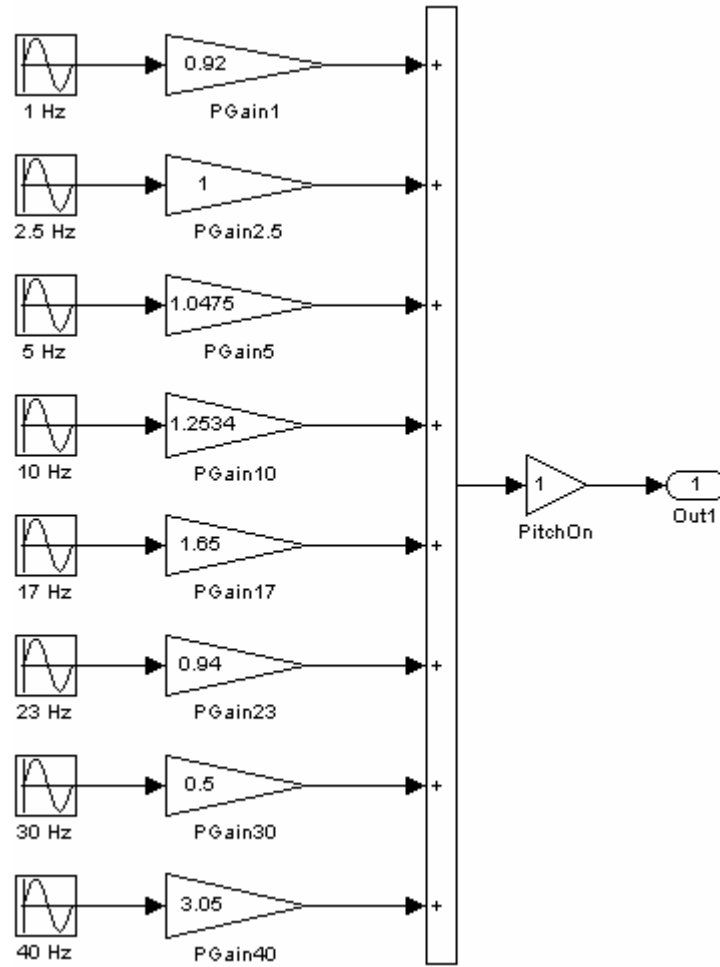 0.92
+
1 Hz
PGain1
1
+
2.5 Hz
PGain2.5
1.0475
+
5 Hz
PGain5
1.2534
+
10 Hz
PGain10
1
1
PitchOn
Out1
1.65
+
17 Hz
PGain17
0.94
+
23 Hz
PGain23
0.5
+
30 Hz
PGain30
3.05
+
40 Hz
PGain40